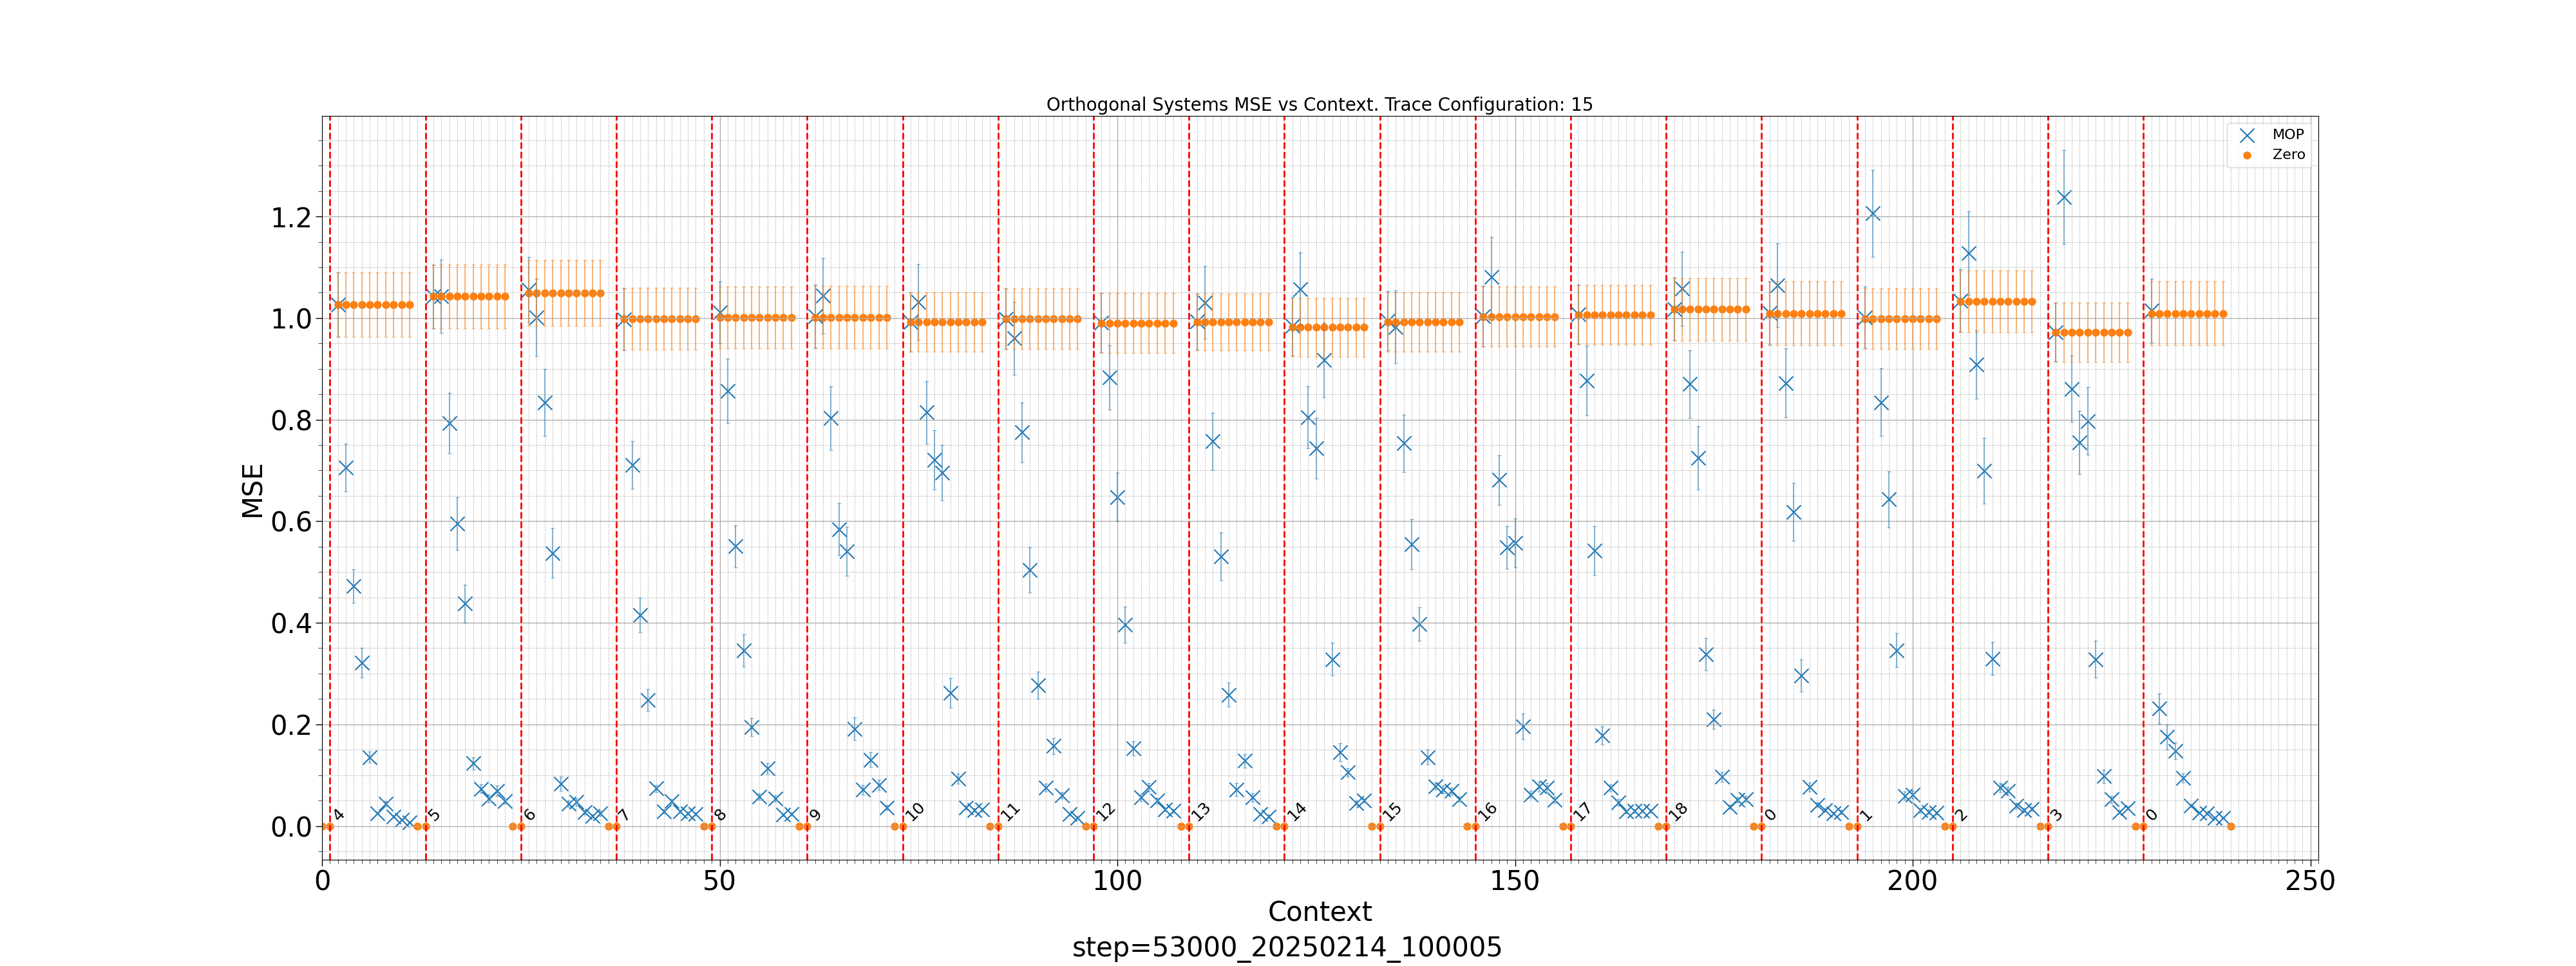 Orthogonal Systems MSE vs Context. Trace Configuration: 15
MOP
Zero
MSE
1.2
1.0
0.8
0.6
0.4
0.2
0.0
4 5 6 7 8 9 10 11 12 13 14 15 16 17 18 0 1 2 3 0
0 50 100 150 200 250
Context
step=53000_20250214_100005